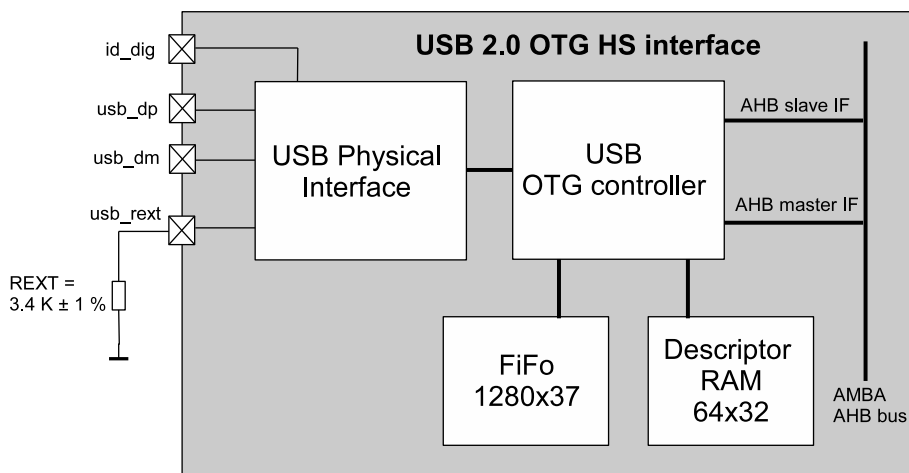 USB 2.0 OTG HS interface
id_dig
usb_dp
usb_dm
usb_rext
REXT =
3.4 K ± 1 %
USB Physical
Interface
USB
OTG controller
AHB slave IF
AHB master IF
FiFo
1280x37
Descriptor
RAM
64x32
AMBA
AHB bus